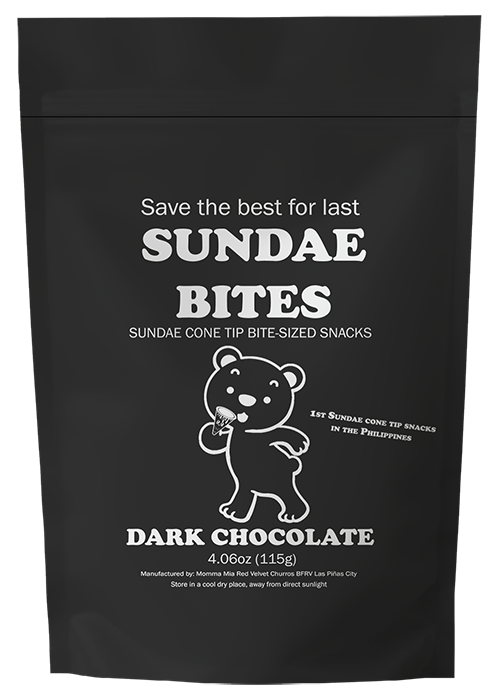 Save the best for last
SUNDAE
BITES
SUNDAE CONE TIP BITE-SIZED SNACKS
1st Sundae cone tip snacks
in the Philippines
DARK CHOCOLATE
4.06oz (115g)
Manufactured by: Momma Mia Red Velvet Churros BFRV Las Piñas City
Store in a cool dry place, away from direct sunlight